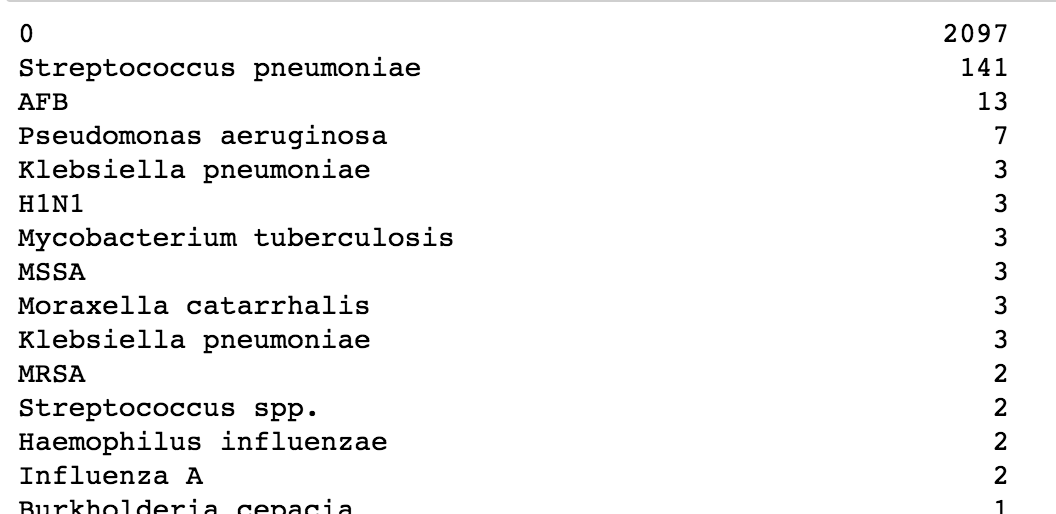 0 2097
Streptococcus pneumoniae 141
AFB 13
Pseudomonas aeruginosa 7
Klebsiella pneumoniae 3
H1N1 3
Mycobacterium tuberculosis 3
MSSA 3
Moraxella catarrhalis 3
Klebsiella pneumoniae 3
MRSA 2
Streptococcus spp. 2
Haemophilus influenzae 2
Influenza A 2
Burkholderia cepacia 1